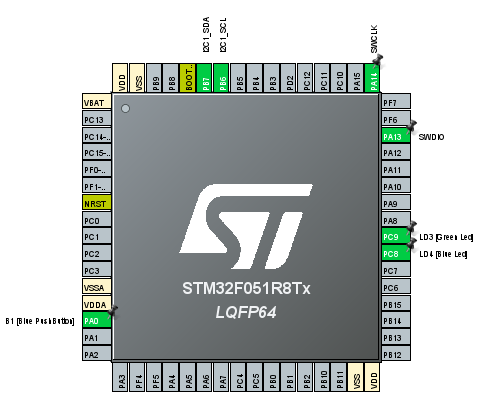 I2C1_SDA
I2C1_SCL
SWCLK
VDD
VSS
PB9
PB8
BOOT..
PB7
PB6
PB5
PB4
PB3
PD2
PC12
PC11
PC10
PA15
PA14
VBAT
PC13
PC14-..
PC15-..
PF0-..
PF1-..
NRST
PC0
PC1
PC2
PC3
VSSA
VDDA
B1 [Blue PushButton]
PA0
PA1
PA2
STM32F051R8Tx
LQFP64
PF7
PF6
PA13
SWDIO
PA12
PA11
PA10
PA9
PA8
PC9
LD3 [Green Led]
PC8
LD4 [Blue Led]
PC7
PC6
PB15
PB14
PB13
PB12
PA3
PF4
PF5
PA4
PA5
PA6
PA7
PC4
PC5
PB0
PB1
PB2
PB10
PB11
VSS
VDD